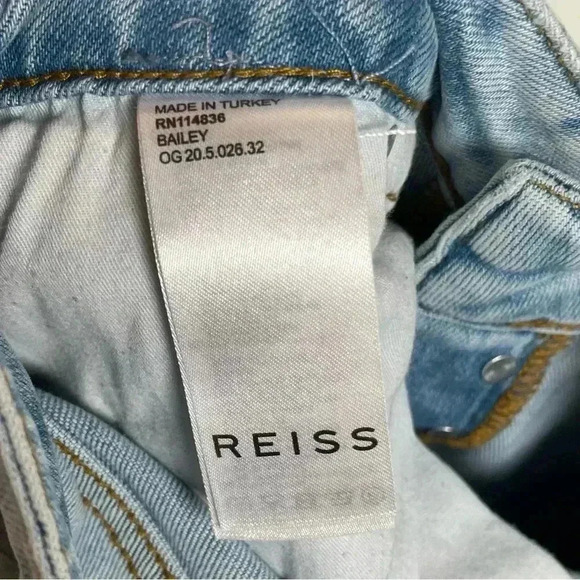 MADE IN TURKEY
RN114836
BAILEY
OG 20.5.026.32
REISS